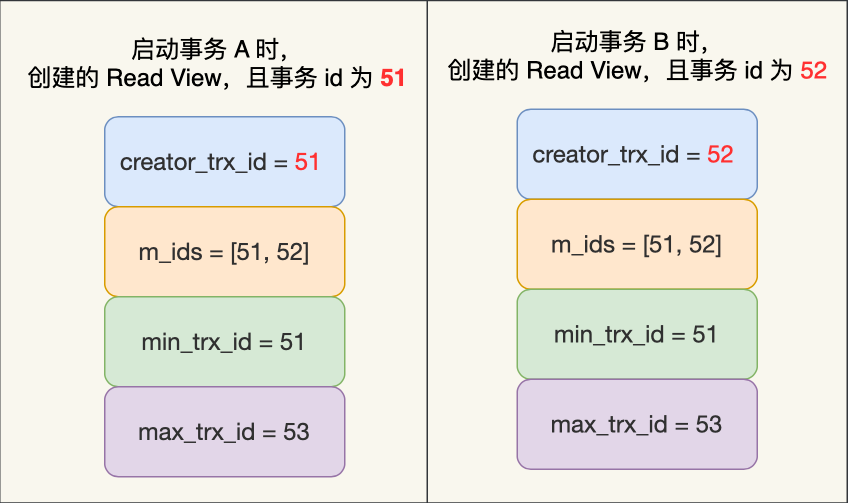 启动事务 A 时，
创建的 Read View，且事务 id 为 51
creator_trx_id = 51
m_ids = [51, 52]
min_trx_id = 51
max_trx_id = 53
启动事务 B 时，
创建的 Read View，且事务 id 为 52
creator_trx_id = 52
m_ids = [51, 52]
min_trx_id = 51
max_trx_id = 53